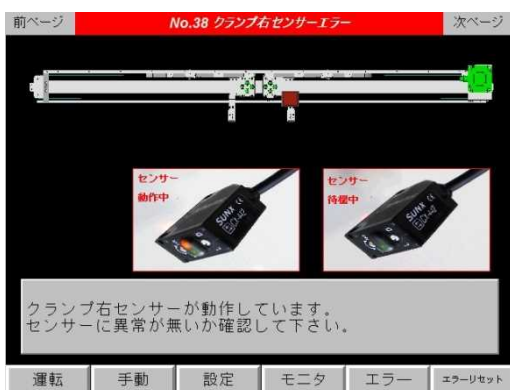 前ページ
No.38 クランプ右センサーエラー
次ページ
センサー
動作中
センサー
待機中
SUNX
SUNX
クランプ右センサーが動作しています。
センサーに異常が無いか確認して下さい。
運転
手動
設定
モニタ
エラー
エラーリセット